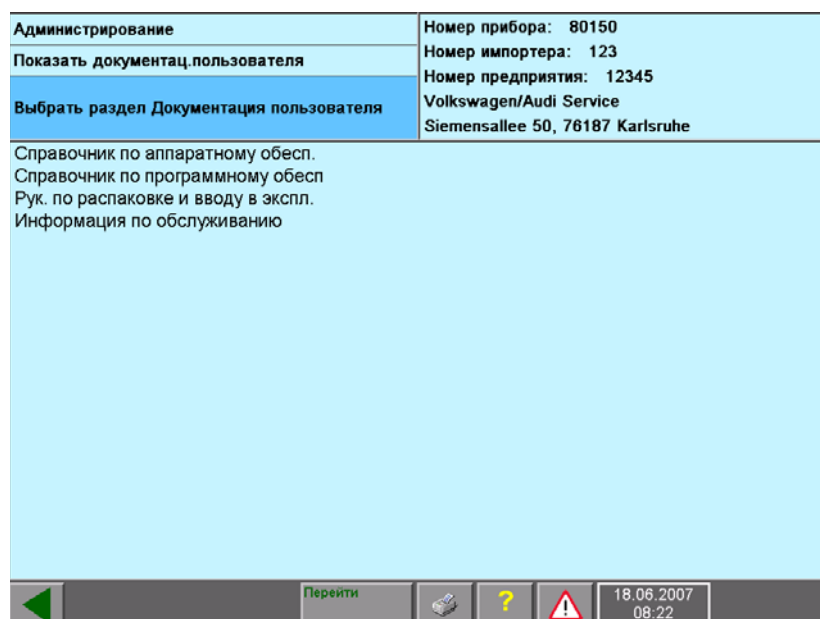 Администрирование
Показать документац.пользователя
Выбрать раздел Документация пользователя
Номер прибора: 80150
Номер импортера: 123
Номер предприятия: 12345
Volkswagen/Audi Service
Siemensallee 50, 76187 Karlsruhe
Справочник по аппаратному обесп.
Справочник по программному обесп
Рук. по распаковке и вводу в экспл.
Информация по обслуживанию
Перейти
?
18.06.2007
08:22